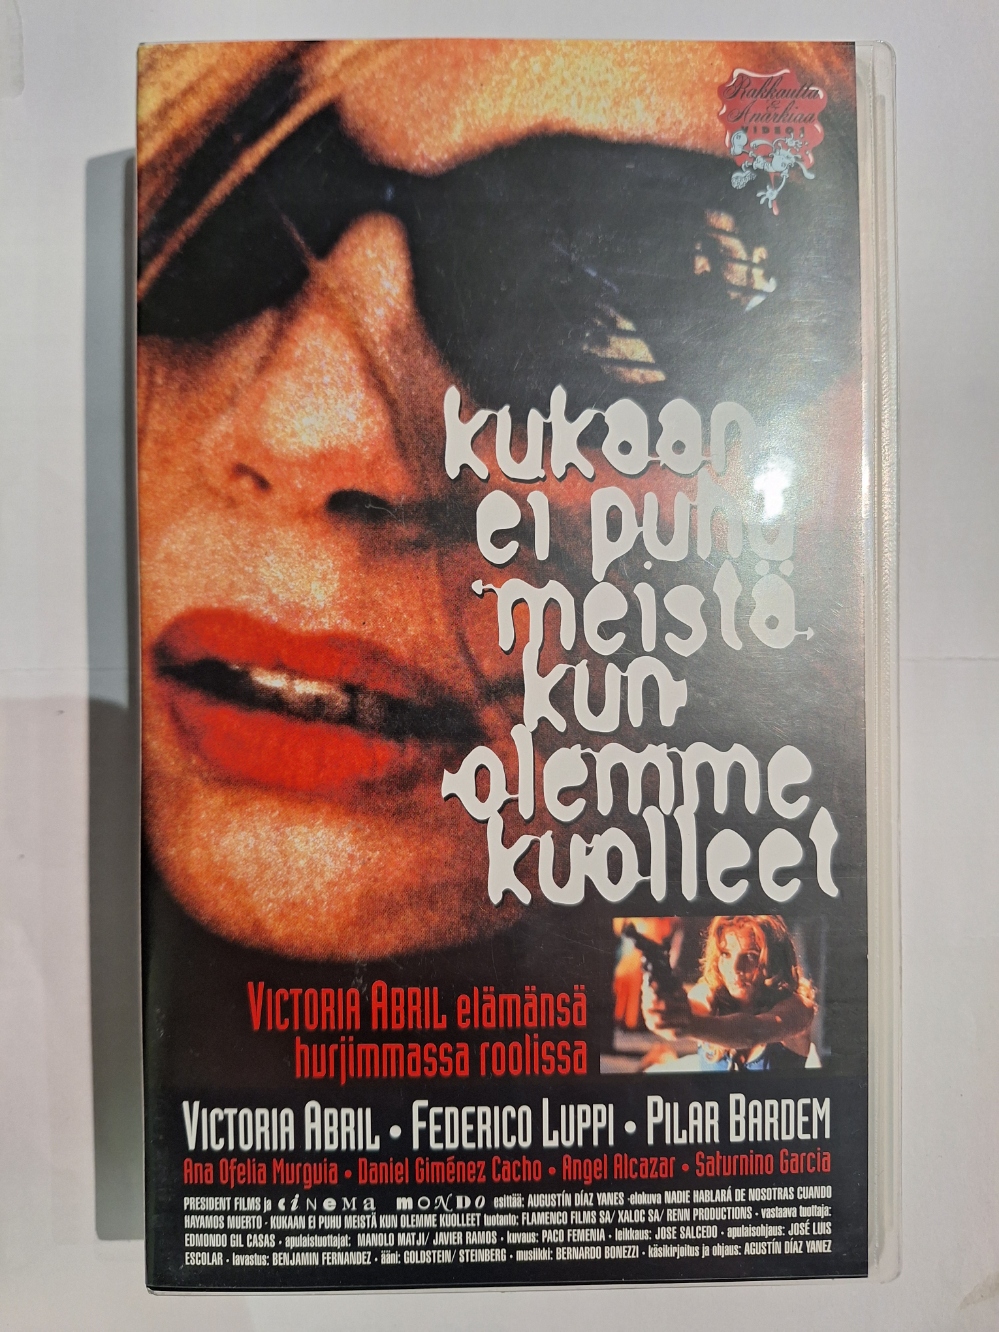 Rakkautta
&
Anarkiaa
VIDEOT
kukaan
ei puhu
meistä
kun
olemme
kuolleet
VICTORIA ABRIL elämänsä
hurjimmassa roolissa
VICTORIA ABRIL • FEDERICO LUPPI • PILAR BARDEM
Ana Ofelia Murguia • Daniel Giménez Cacho • Angel Alcazar • Saturnino Garcia
PRESIDENT FILMS ja CINEMA MONDO esittää: AUGUSTÍN DÍAZ YANES -elokuva NADIE HABLARÁ DE NOSOTRAS CUANDO
HAYAMOS MUERTO • KUKAAN EI PUHU MEISTÄ KUN OLEMME KUOLLEET tuotanto: FLAMENCO FILMS SA/ XALOC SA/ RENN PRODUCTIONS • vastaava tuottaja:
EDMONDO GIL CASAS • apulaistuottajat: MANOLO MATJI/ JAVIER RAMOS • kuvaus: PACO FEMENIA • leikkaus: JOSE SALCEDO • apulaisohjaus: JOSÉ LUIS
ESCOLAR • lavastus: BENJAMIN FERNANDEZ • ääni: GOLDSTEIN/ STEINBERG • musiikki: BERNARDO BONEZZI • käsikirjoitus ja ohjaus: AGUSTÍN DÍAZ YANEZ